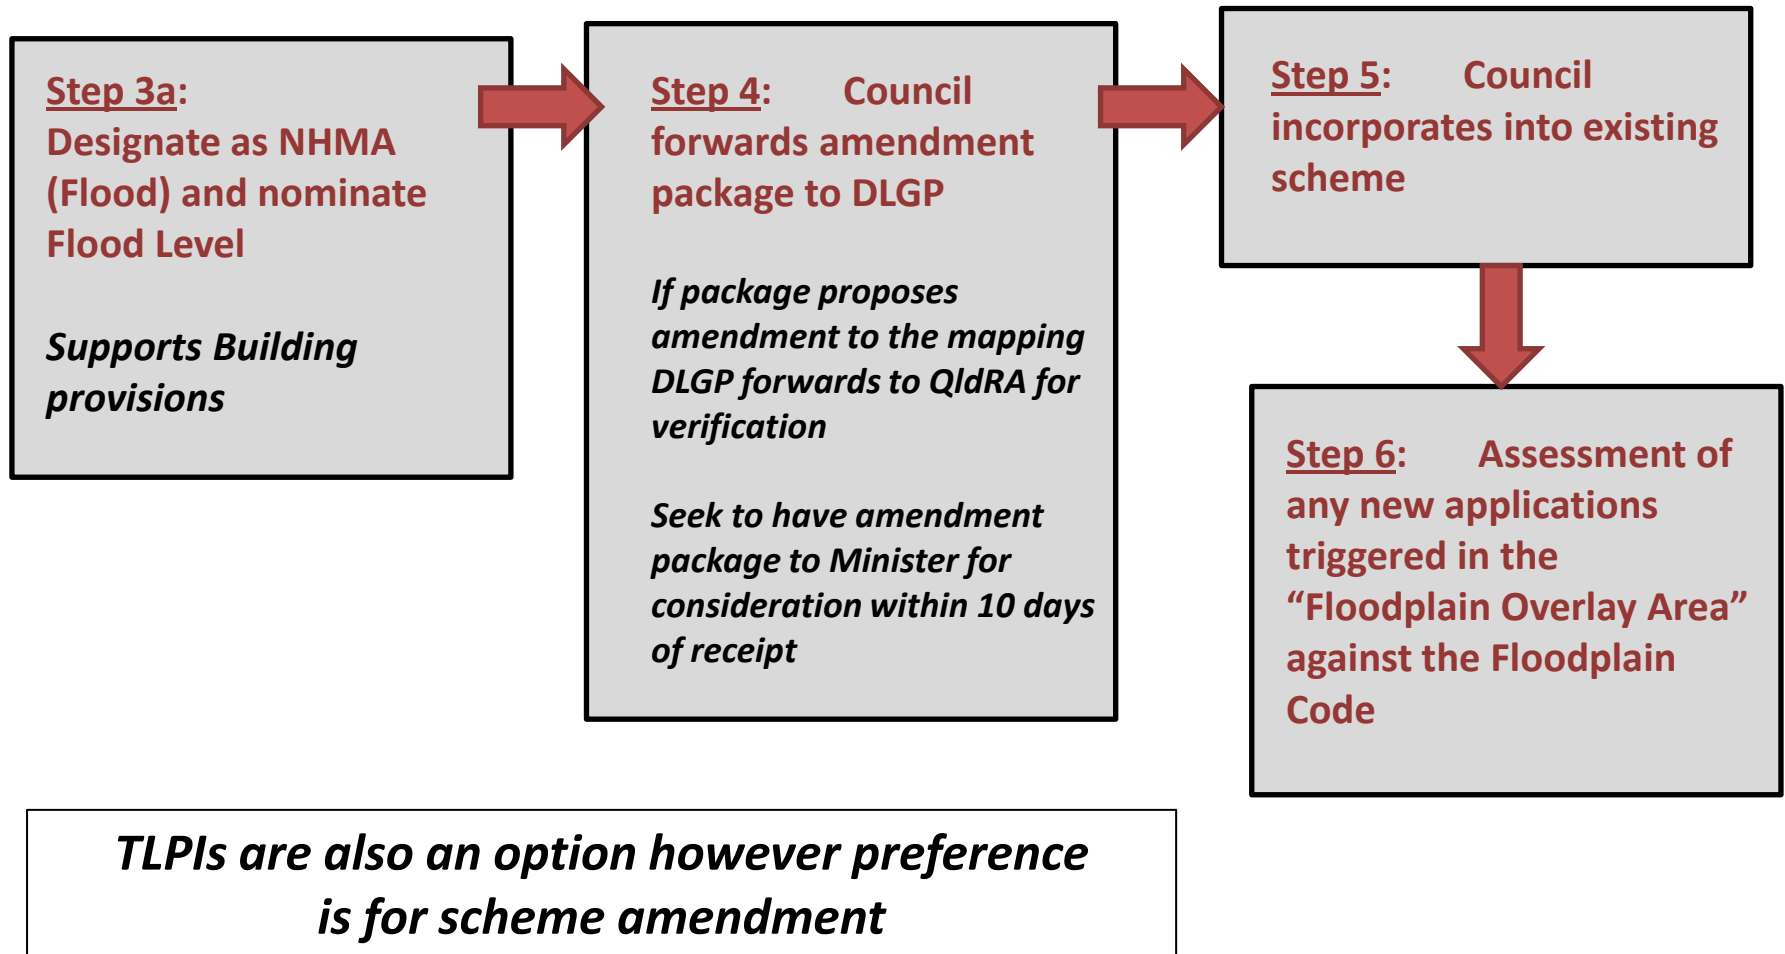 Step 3a:
Designate as NHMA
(Flood) and nominate
Flood Level
Supports Building
provisions
Step 4: Council
forwards amendment
package to DLGP
If package proposes
amendment to the mapping
DLGP forwards to QldRA for
verification
Seek to have amendment
package to Minister for
consideration within 10 days
of receipt
Step 5: Council
incorporates into existing
scheme
Step 6: Assessment of
any new applications
triggered in the
“Floodplain Overlay Area”
against the Floodplain
Code
TLPIs are also an option however preference
is for scheme amendment